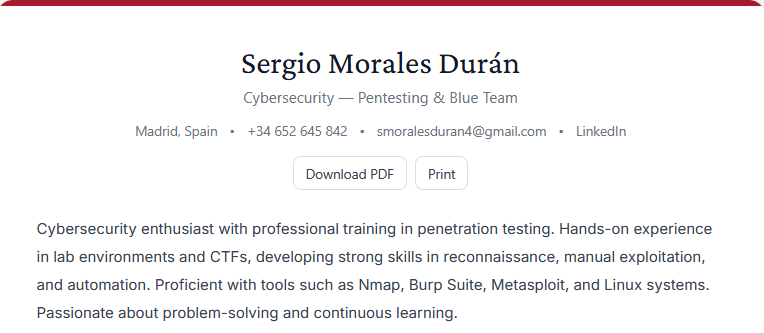 Sergio Morales Durán
Cybersecurity — Pentesting & Blue Team
Madrid, Spain • +34 652 645 842 • smoralesduran4@gmail.com • LinkedIn
Download PDF Print
Cybersecurity enthusiast with professional training in penetration testing. Hands-on experience
in lab environments and CTFs, developing strong skills in reconnaissance, manual exploitation,
and automation. Proficient with tools such as Nmap, Burp Suite, Metasploit, and Linux systems.
Passionate about problem-solving and continuous learning.